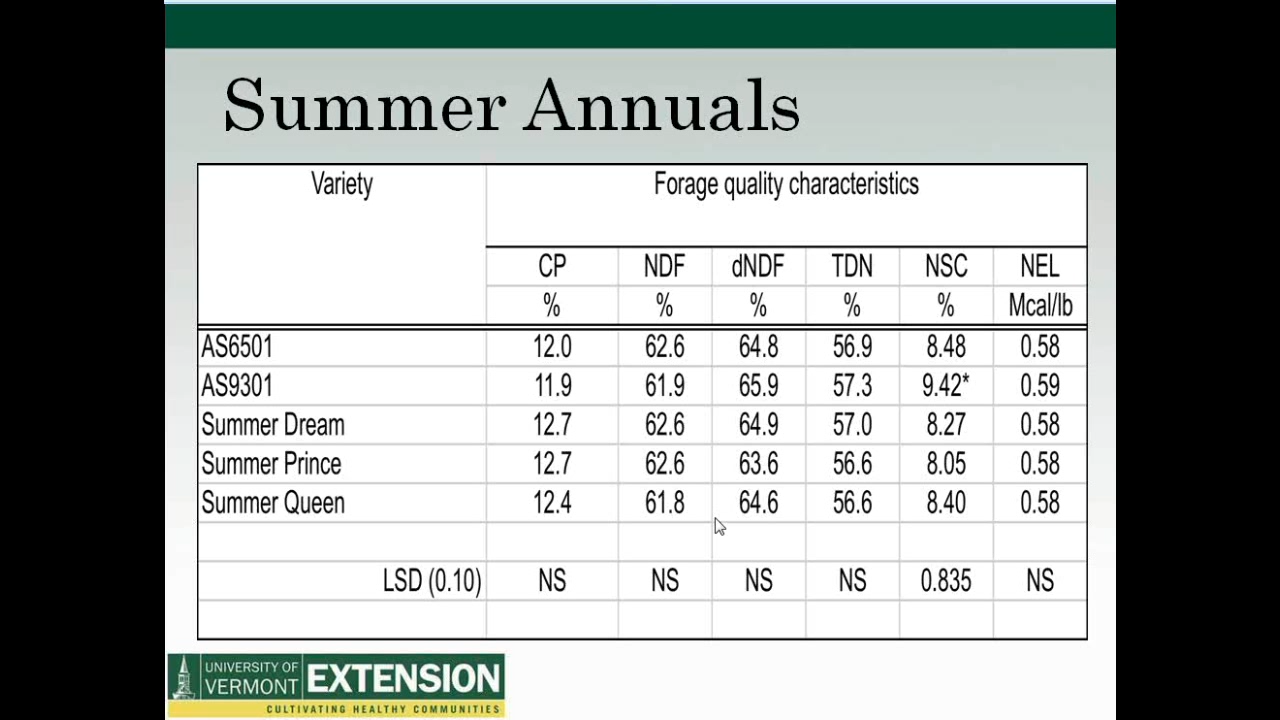 Summer Annuals
Variety Forage quality characteristics
CP NDF dNDF TDN NSC NEL
% % % % % Mcal/lb
AS6501 12.0 62.6 64.8 56.9 8.48 0.58
AS9301 11.9 61.9 65.9 57.3 9.42* 0.59
Summer Dream 12.7 62.6 64.9 57.0 8.27 0.58
Summer Prince 12.7 62.6 63.6 56.6 8.05 0.58
Summer Queen 12.4 61.8 64.6 56.6 8.40 0.58
LSD (0.10) NS NS NS NS 0.835 NS
UNIVERSITY OF
VERMONT EXTENSION
CULTIVATING HEALTHY COMMUNITIES